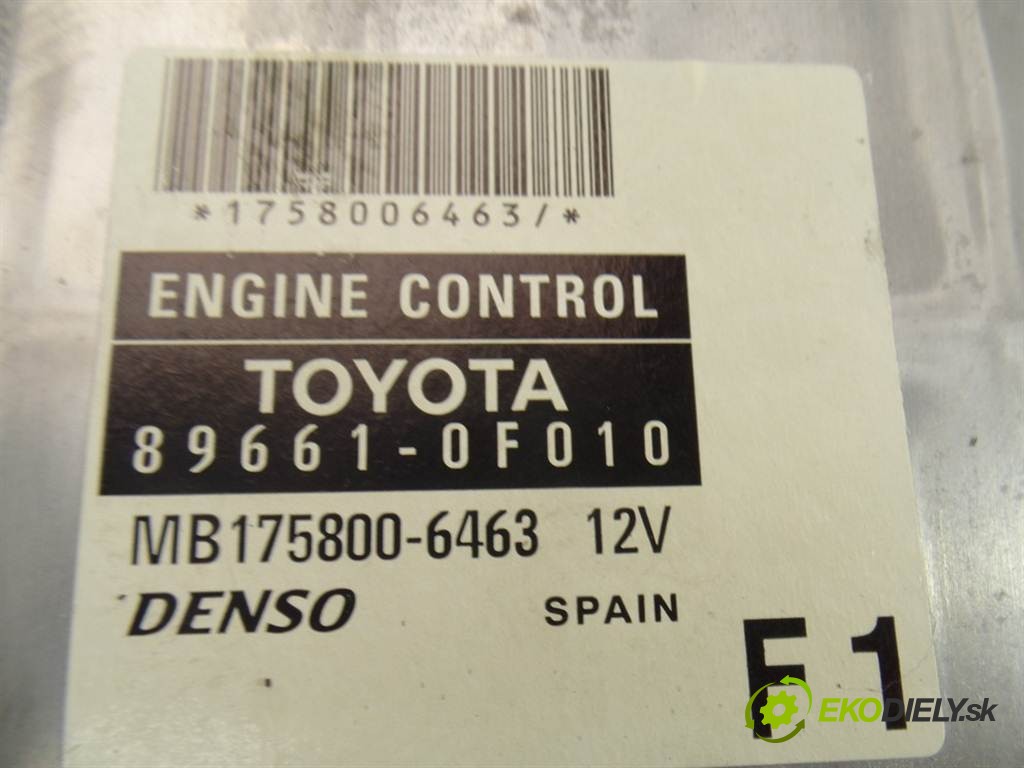 *1758006463/*
ENGINE CONTROL
TOYOTA
89661-0F010
MB175800-6463 12V
DENSO SPAIN
F1
EKODIELY.sk